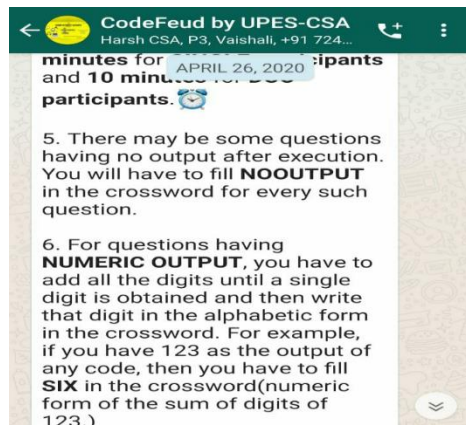 CodeFeud by UPES-CSA
Harsh CSA, P3, Vaishali, +91 724...
minutes for
APRIL 26, 2020
and 10
participants.
5. There may be some questions
having no output after execution.
You will have to fill NOOUTPUT
in the crossword for every such
question.
6. For questions having
NUMERIC OUTPUT, you have to
add all the digits until a single
digit is obtained and then write
that digit in the alphabetic form
in the crossword. For example,
if you have 123 as the output of
any code, then you have to fill
SIX in the crossword(numeric
form of the sum of digits of
123.)